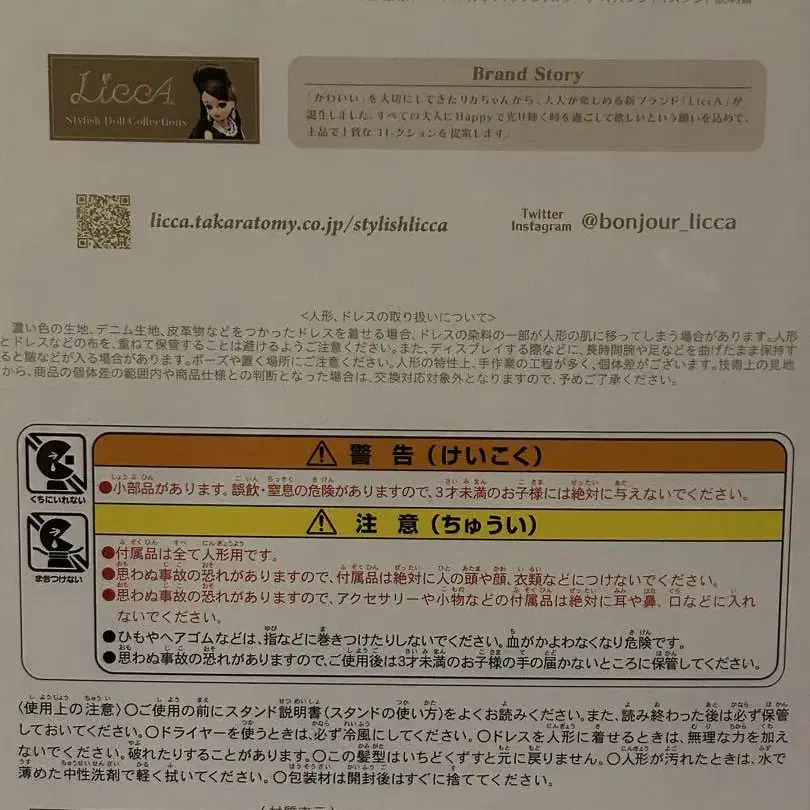 LiccA
Stylish Doll Collections
Brand Story
「かわいい」を大切にしてきたリカちゃんから、大人が楽しめる新ブランド「LiccA」が
誕生しました。すべての大人にHappyで光り輝く時を過ごして欲しいという願いを込めて、
上品で上質なコレクションを提案します。
licca.takaratomy.co.jp/stylishlicca
Twitter
Instagram @bonjour_licca
<人形、ドレスの取り扱いについて>
濃い色の生地、デニム生地、皮革物などをつかったドレスを着せる場合、ドレスの染料の一部が人形の肌に移ってしまう場合があります。人形
とドレスなどの布を、重ねて保管することは避けるようご注意ください。また、ディスプレイする際などに、長時間腕や足などを曲げたまま保持す
ると皺などが入る場合があります。ポーズや置く場所にご注意ください。人形の特性上、手作業の工程が多く、個体差がございます。技術上の見地
から、商品の個体差の範囲内や商品仕様との判断となった場合は、交換対応対象外となりますので、予めご了承ください。
くちにいれない
まきつけない
警告(けいこく)
●小部品があります。誤飲・窒息の危険がありますので、3才未満のお子様には絶対に与えないでください。
注意(ちゅうい)
●付属品は全て人形用です。
●思わぬ事故の恐れがありますので、付属品は絶対に人の頭や顔、衣類などにつけないでください。
●思わぬ事故の恐れがありますので、アクセサリーや小物などの付属品は絶対に耳や鼻、口などに入れ
ないでください。
●ひもやヘアゴムなどは、指などに巻きつけたりしないでください。血がかよわなくなり危険です。
●思わぬ事故の恐れがありますので、ご使用後は3才未満のお子様の手の届かないところに保管してください。
〈使用上の注意〉〇ご使用の前にスタンド説明書(スタンドの使い方)をよくお読みください。また、読み終わった後は必ず保管
しておいてください。〇ドライヤーを使うときは、必ず冷風にしてください。〇ドレスを人形に着せるときは、無理な力を加え
ないでください。破れたりすることがあります。〇この髪型はいちどくずすと元に戻りません。〇人形が汚れたときは、水で
薄めた中性洗剤で軽く拭いてください。〇包装材は開封後はすぐに捨ててください。